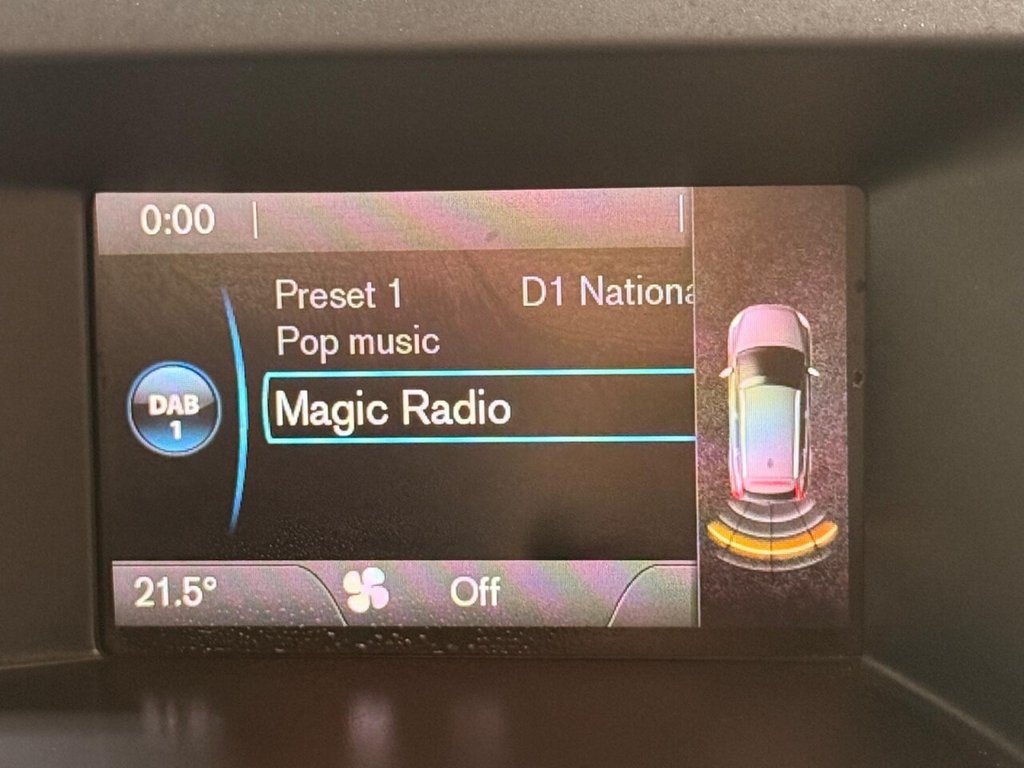 0:00
Preset 1 D1 Nationa
Pop music
DAB
1
Magic Radio
21.5° Off